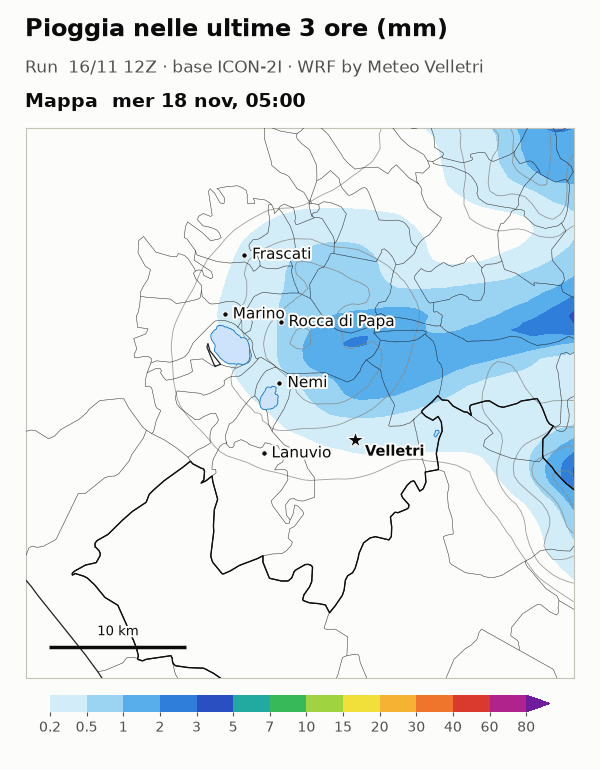 Pioggia nelle ultime 3 ore (mm)
Run  16/11 12Z · base ICON-2I · WRF by Meteo Velletri
Mappa  mer 18 nov, 05:00
Frascati
Marino
Rocca di Papa
Nemi
Velletri
Lanuvio
10 km
0.2 0.5 1 2 3 5 7 10 15 20 30 40 60 80